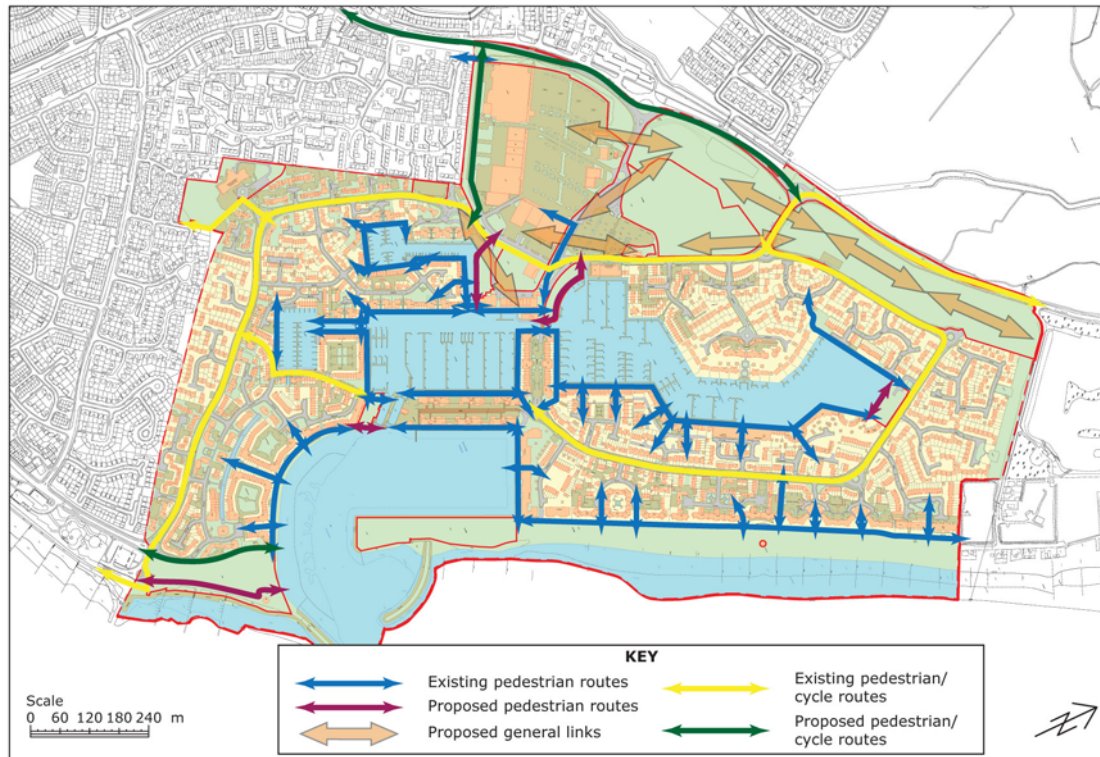 KEY
Existing pedestrian routes
Proposed pedestrian routes
Proposed general links
Existing pedestrian/
cycle routes
Proposed pedestrian/
cycle routes
Scale
0 60 120 180 240 m